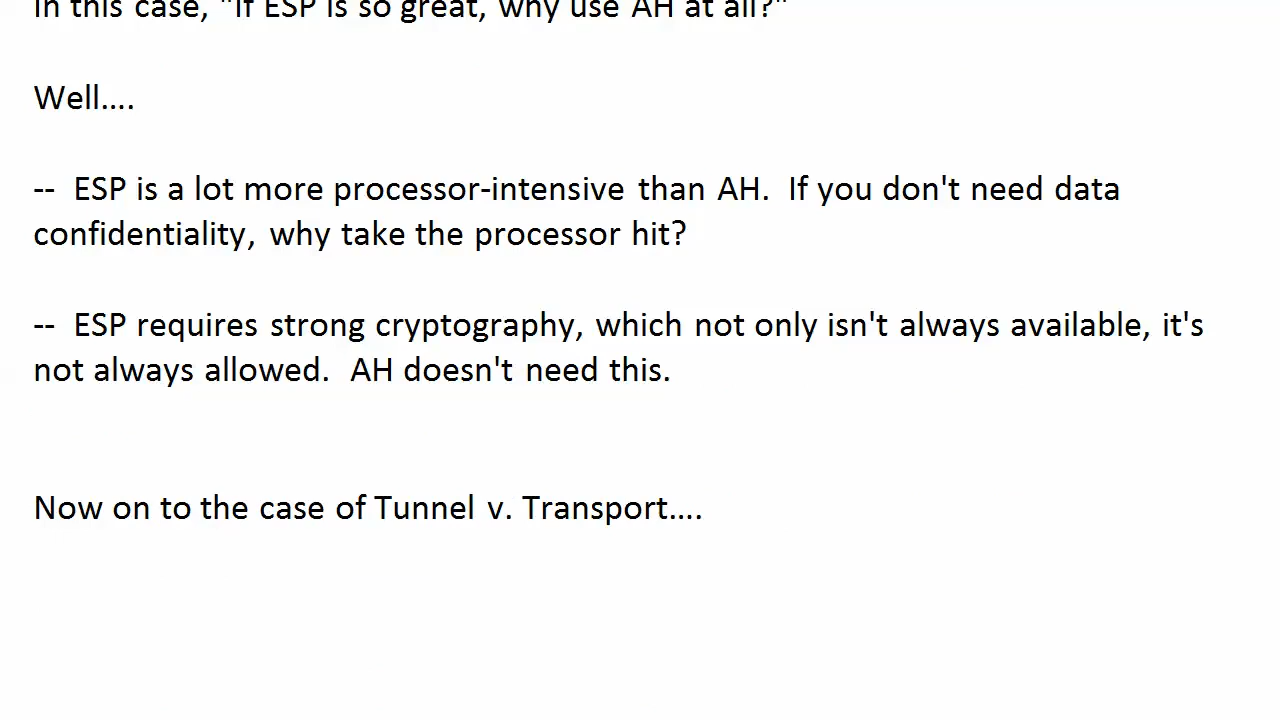 In this case, "If ESP is so great, why use AH at all?"
Well....
-- ESP is a lot more processor-intensive than AH. If you don't need data
confidentiality, why take the processor hit?
-- ESP requires strong cryptography, which not only isn't always available, it's
not always allowed. AH doesn't need this.
Now on to the case of Tunnel v. Transport....